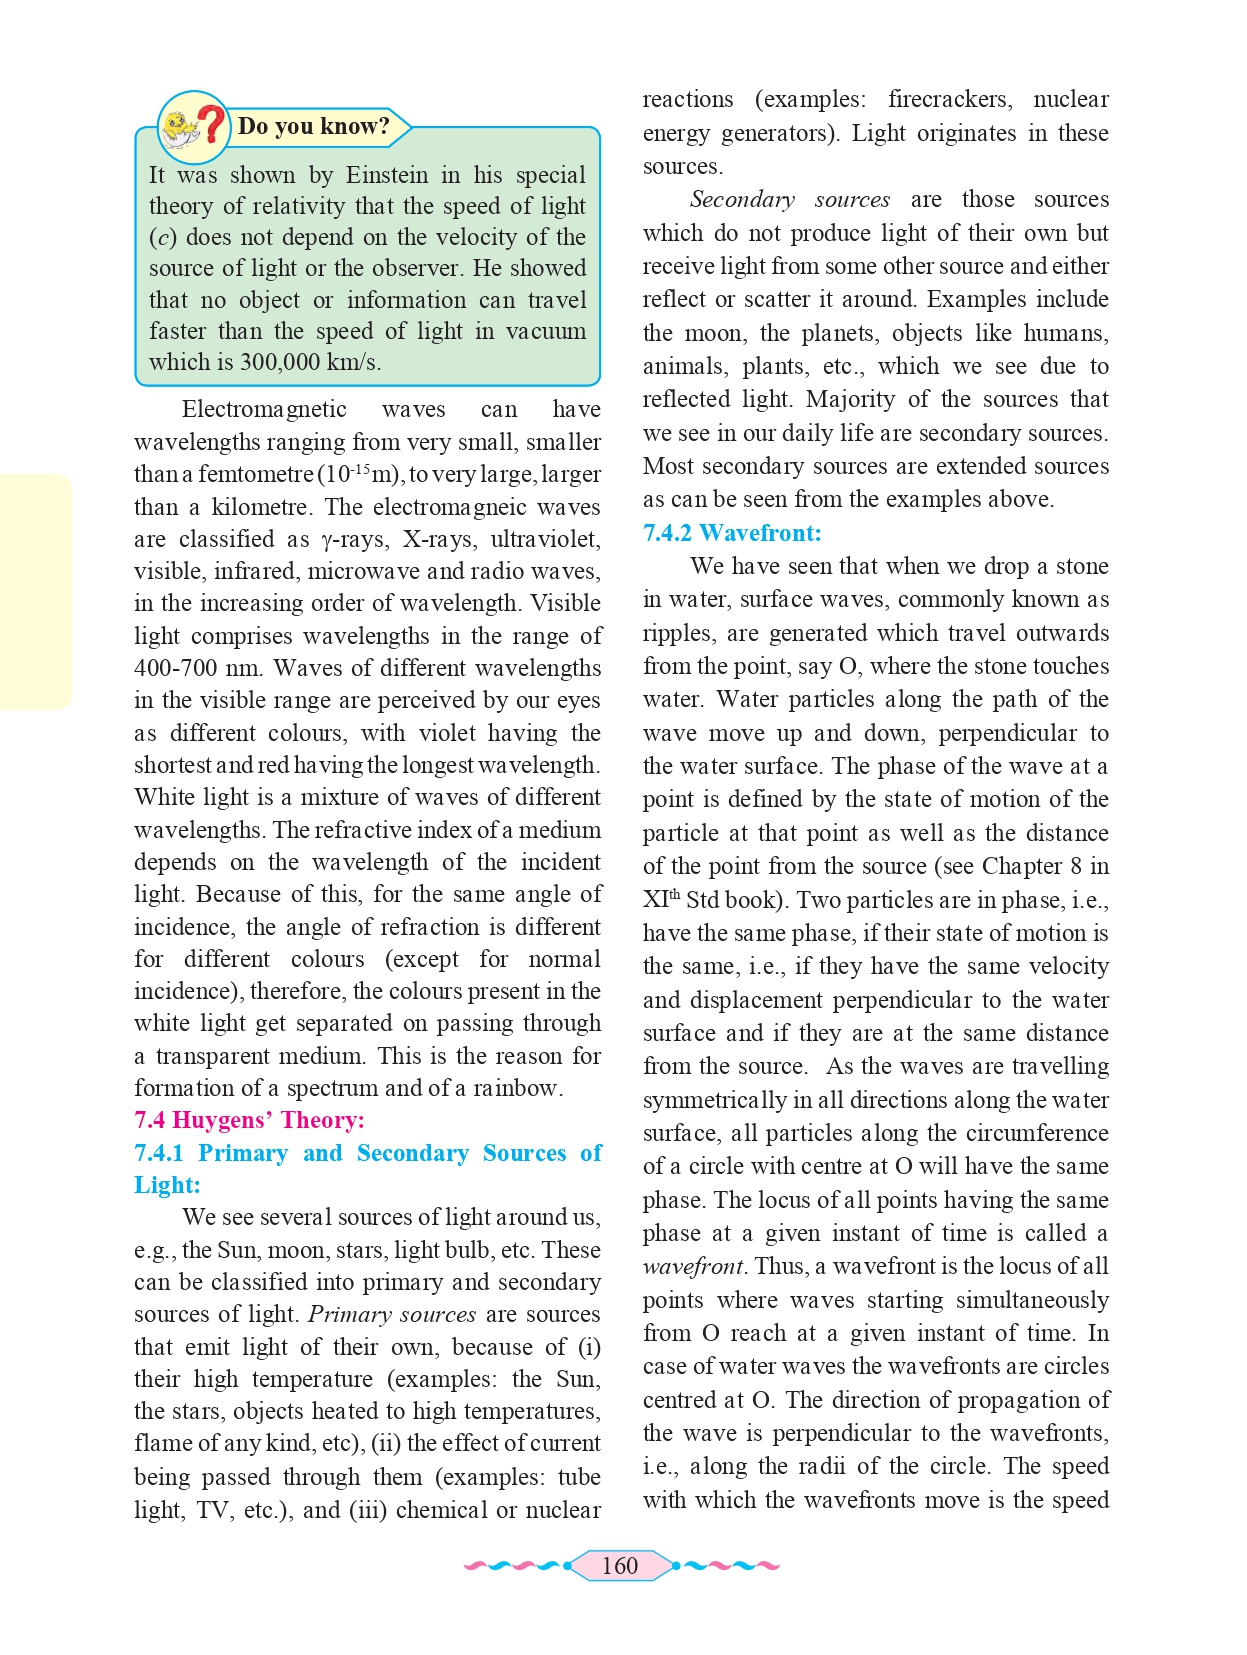 Do you know?
It was shown by Einstein in his special
theory of relativity that the speed of light
(c) does not depend on the velocity of the
source of light or the observer. He showed
that no object or information can travel
faster than the speed of light in vacuum
which is 300,000 km/s.
Electromagnetic waves can have
wavelengths ranging from very small, smaller
than a femtometre (10⁻¹⁵m), to very large, larger
than a kilometre. The electromagneic waves
are classified as γ-rays, X-rays, ultraviolet,
visible, infrared, microwave and radio waves,
in the increasing order of wavelength. Visible
light comprises wavelengths in the range of
400-700 nm. Waves of different wavelengths
in the visible range are perceived by our eyes
as different colours, with violet having the
shortest and red having the longest wavelength.
White light is a mixture of waves of different
wavelengths. The refractive index of a medium
depends on the wavelength of the incident
light. Because of this, for the same angle of
incidence, the angle of refraction is different
for different colours (except for normal
incidence), therefore, the colours present in the
white light get separated on passing through
a transparent medium. This is the reason for
formation of a spectrum and of a rainbow.
7.4 Huygens’ Theory:
7.4.1 Primary and Secondary Sources of
Light:
We see several sources of light around us,
e.g., the Sun, moon, stars, light bulb, etc. These
can be classified into primary and secondary
sources of light. Primary sources are sources
that emit light of their own, because of (i)
their high temperature (examples: the Sun,
the stars, objects heated to high temperatures,
flame of any kind, etc), (ii) the effect of current
being passed through them (examples: tube
light, TV, etc.), and (iii) chemical or nuclear
reactions (examples: firecrackers, nuclear
energy generators). Light originates in these
sources.
Secondary sources are those sources
which do not produce light of their own but
receive light from some other source and either
reflect or scatter it around. Examples include
the moon, the planets, objects like humans,
animals, plants, etc., which we see due to
reflected light. Majority of the sources that
we see in our daily life are secondary sources.
Most secondary sources are extended sources
as can be seen from the examples above.
7.4.2 Wavefront:
We have seen that when we drop a stone
in water, surface waves, commonly known as
ripples, are generated which travel outwards
from the point, say O, where the stone touches
water. Water particles along the path of the
wave move up and down, perpendicular to
the water surface. The phase of the wave at a
point is defined by the state of motion of the
particle at that point as well as the distance
of the point from the source (see Chapter 8 in
XIᵗʰ Std book). Two particles are in phase, i.e.,
have the same phase, if their state of motion is
the same, i.e., if they have the same velocity
and displacement perpendicular to the water
surface and if they are at the same distance
from the source. As the waves are travelling
symmetrically in all directions along the water
surface, all particles along the circumference
of a circle with centre at O will have the same
phase. The locus of all points having the same
phase at a given instant of time is called a
wavefront. Thus, a wavefront is the locus of all
points where waves starting simultaneously
from O reach at a given instant of time. In
case of water waves the wavefronts are circles
centred at O. The direction of propagation of
the wave is perpendicular to the wavefronts,
i.e., along the radii of the circle. The speed
with which the wavefronts move is the speed
160